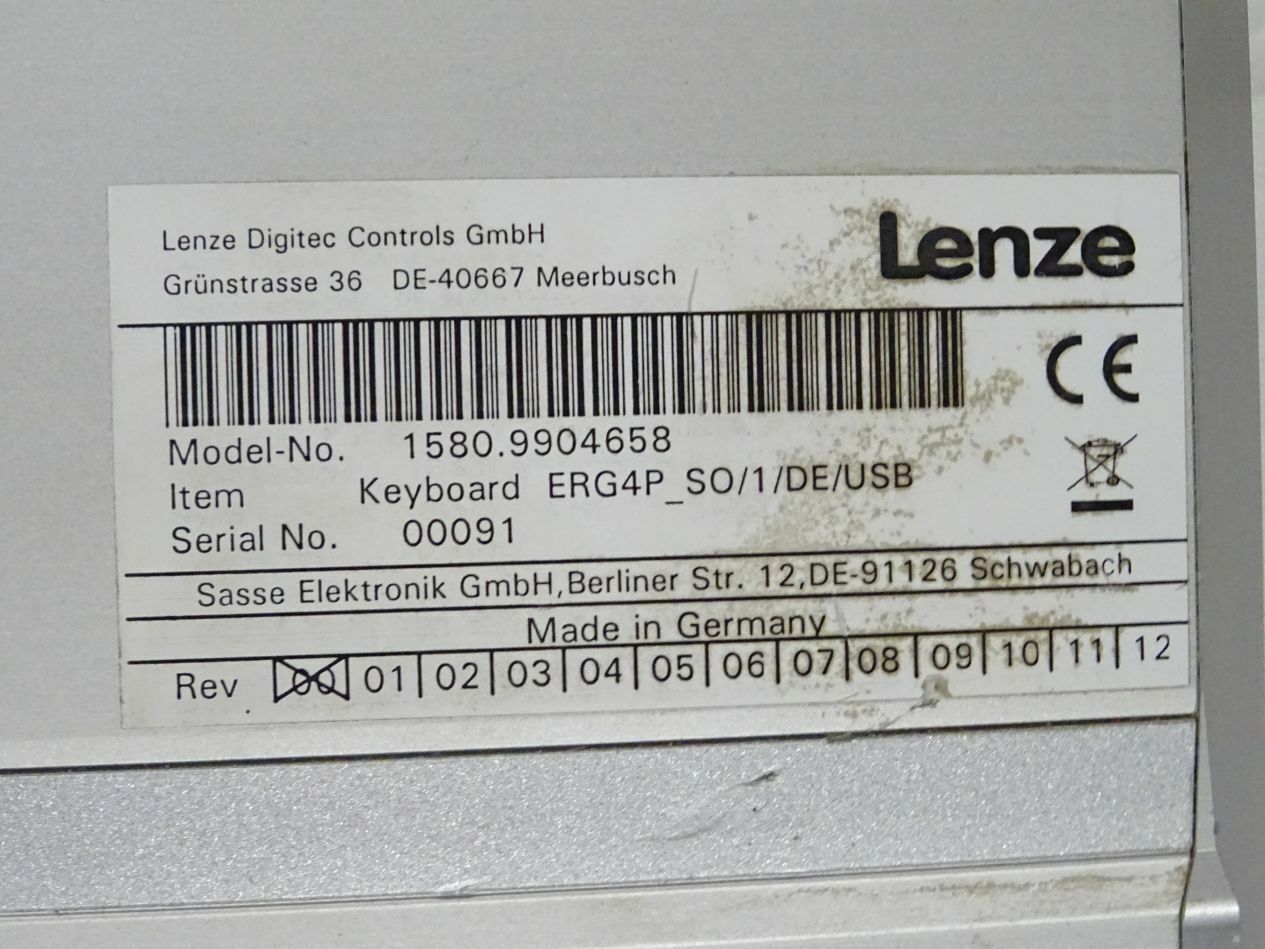 Lenze Digitec Controls GmbH
Grünstrasse 36 DE-40667 Meerbusch
Lenze
CE
Model-No. 1580.9904658
Item Keyboard ERG4P_SO/1/DE/USB
Serial No. 00091
Sasse Elektronik GmbH,Berliner Str. 12,DE-91126 Schwabach
Made in Germany
Rev 00 01 02 03 04 05 06 07 08 09 10 11 12